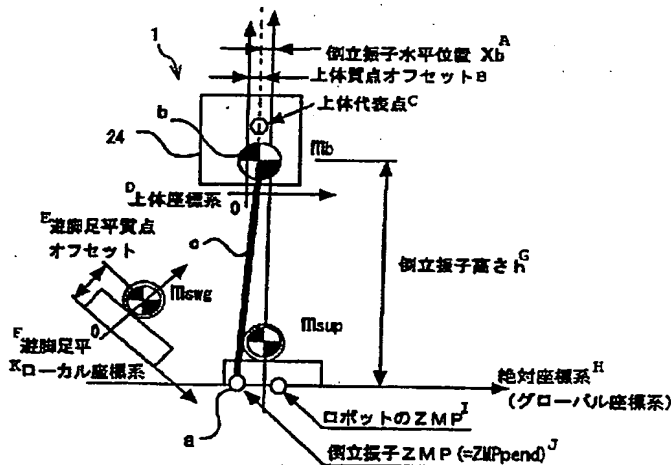 1
倒立振子水平位置 Xb A
上体質点オフセット B
上体代表点 C
b
24
mb
D 上体座標系
0
E 遊脚足平質点
オフセット
c
倒立振子高さ h G
mswg
msup
0
F 遊脚足平
K ローカル座標系
絶対座標系 H
(グローバル座標系)
ロボットのZMP I
a
倒立振子ZMP (=ZMPpend) J